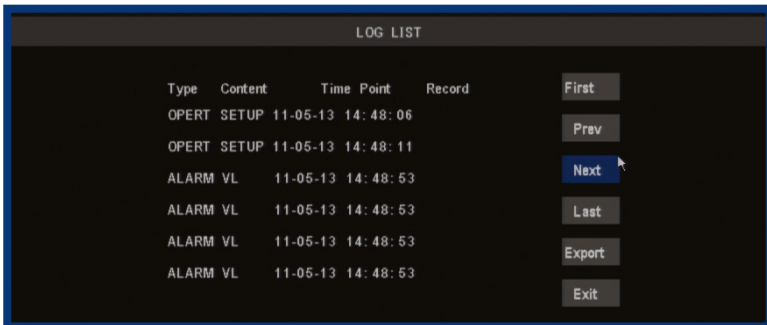 LOG LIST
Type Content Time Point Record
OPERT SETUP 11-05-13 14:48:06
OPERT SETUP 11-05-13 14:48:11
ALARM VL 11-05-13 14:48:53
ALARM VL 11-05-13 14:48:53
ALARM VL 11-05-13 14:48:53
ALARM VL 11-05-13 14:48:53
First
Prev
Next
Last
Export
Exit